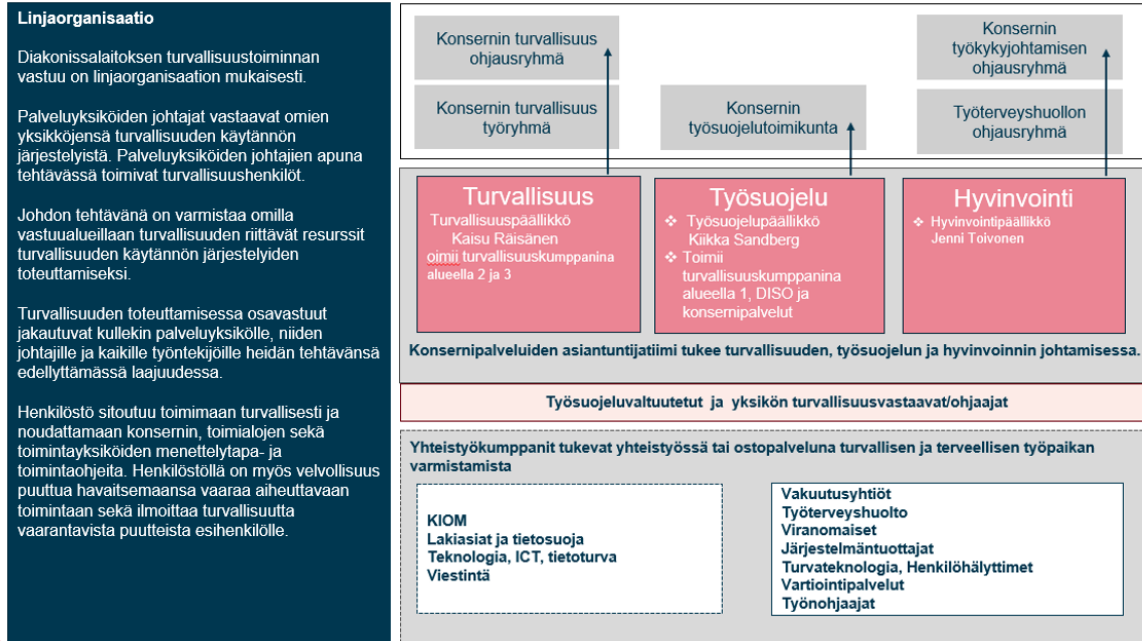 Linjaorganisaatio
Diakonissalaitoksen turvallisuustoiminnan
vastuu on linjaorganisaation mukaisesti.
Palveluyksiköiden johtajat vastaavat omien
yksikköjensä turvallisuuden käytännön
järjestelyistä. Palveluyksiköiden johtajien apuna
tehtävässä toimivat turvallisuushenkilöt.
Johdon tehtävänä on varmistaa omilla
vastuualueillaan turvallisuuden riittävät resurssit
turvallisuuden käytännön järjestelyiden
toteuttamiseksi.
Turvallisuuden toteuttamisessa osavastuut
jakautuvat kullekin palveluyksikölle, niiden
johtajille ja kaikille työntekijöille heidän tehtävänsä
edellyttämässä laajuudessa.
Henkilöstö sitoutuu toimimaan turvallisesti ja
noudattamaan konsernin, toimialojen sekä
toimintayksiköiden menettelytapa- ja
toimintaohjeita. Henkilöstöllä on myös velvollisuus
puuttua havaitsemaansa vaaraa aiheuttavaan
toimintaan sekä ilmoittaa turvallisuutta
vaarantavista puutteista esihenkilölle.
Konsernin turvallisuus
ohjausryhmä
Konsernin turvallisuus
työryhmä
Konsernin
työsuojelutoimikunta
Konsernin
työkykyjohtamisen
ohjausryhmä
Työterveyshuollon
ohjausryhmä
Turvallisuus
Turvallisuuspäällikkö
Kaisu Räisänen
oimii turvallisuuskumppanina
alueella 2 ja 3
Työsuojelu
❖ Työsuojelupäällikkö
Kiikka Sandberg
❖ Toimii
turvallisuuskumppanina
alueella 1, DISO ja
konsernipalvelut
Hyvinvointi
❖ Hyvinvointipäällikkö
Jenni Toivonen
Konsernipalveluiden asiantuntijatiimi tukee turvallisuuden, työsuojelun ja hyvinvoinnin johtamisessa.
Työsuojeluvaltuutetut ja yksikön turvallisuusvastaavat/ohjaajat
Yhteistyökumppanit tukevat yhteistyössä tai ostopalveluna turvallisen ja terveellisen työpaikan
varmistamista
KIOM
Lakiasiat ja tietosuoja
Teknologia, ICT, tietoturva
Viestintä
Vakuutusyhtiöt
Työterveyshuolto
Viranomaiset
Järjestelmäntuottajat
Turvateknologia, Henkilöhälyttimet
Vartiointipalvelut
Työnohjaajat